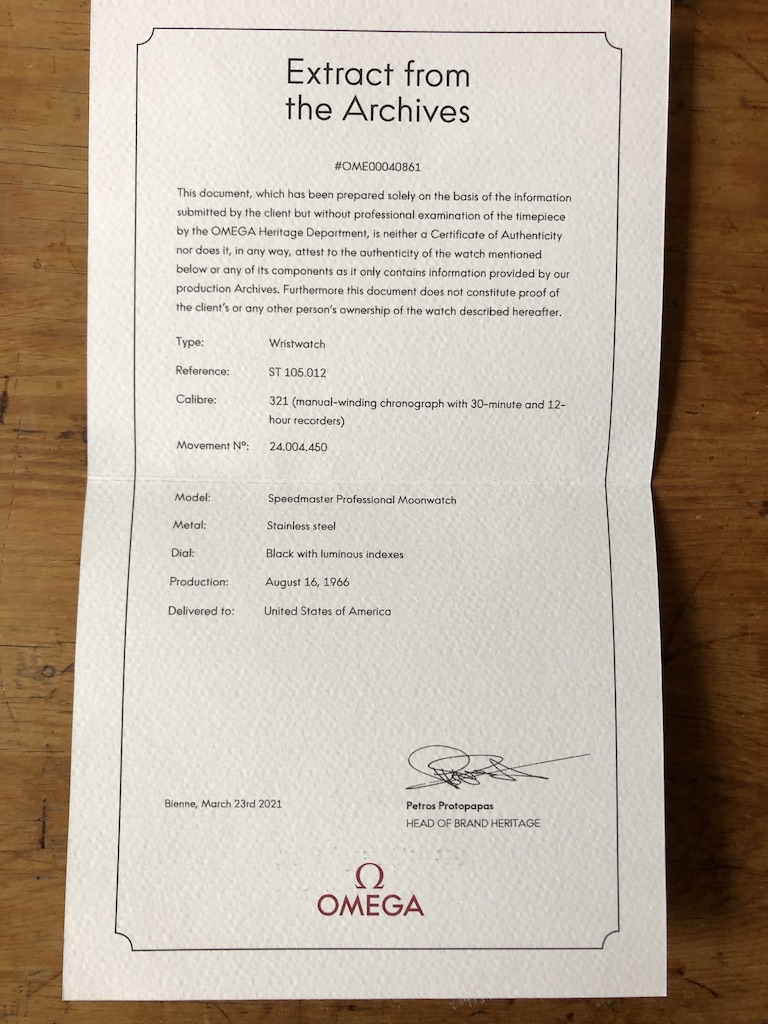 Extract from
the Archives
#OME00040861
This document, which has been prepared solely on the basis of the information
submitted by the client but without professional examination of the timepiece
by the OMEGA Heritage Department, is neither a Certificate of Authenticity
nor does it, in any way, attest to the authenticity of the watch mentioned
below or any of its components as it only contains information provided by our
production Archives. Furthermore this document does not constitute proof of
the client's or any other person's ownership of the watch described hereafter.
Type: Wristwatch
Reference: ST 105.012
Calibre: 321 (manual-winding chronograph with 30-minute and 12-
hour recorders)
Movement Nº: 24.004.450
Model: Speedmaster Professional Moonwatch
Metal: Stainless steel
Dial: Black with luminous indexes
Production: August 16, 1966
Delivered to: United States of America
Bienne, March 23rd 2021
Petros Protopapas
HEAD OF BRAND HERITAGE
Ω
OMEGA